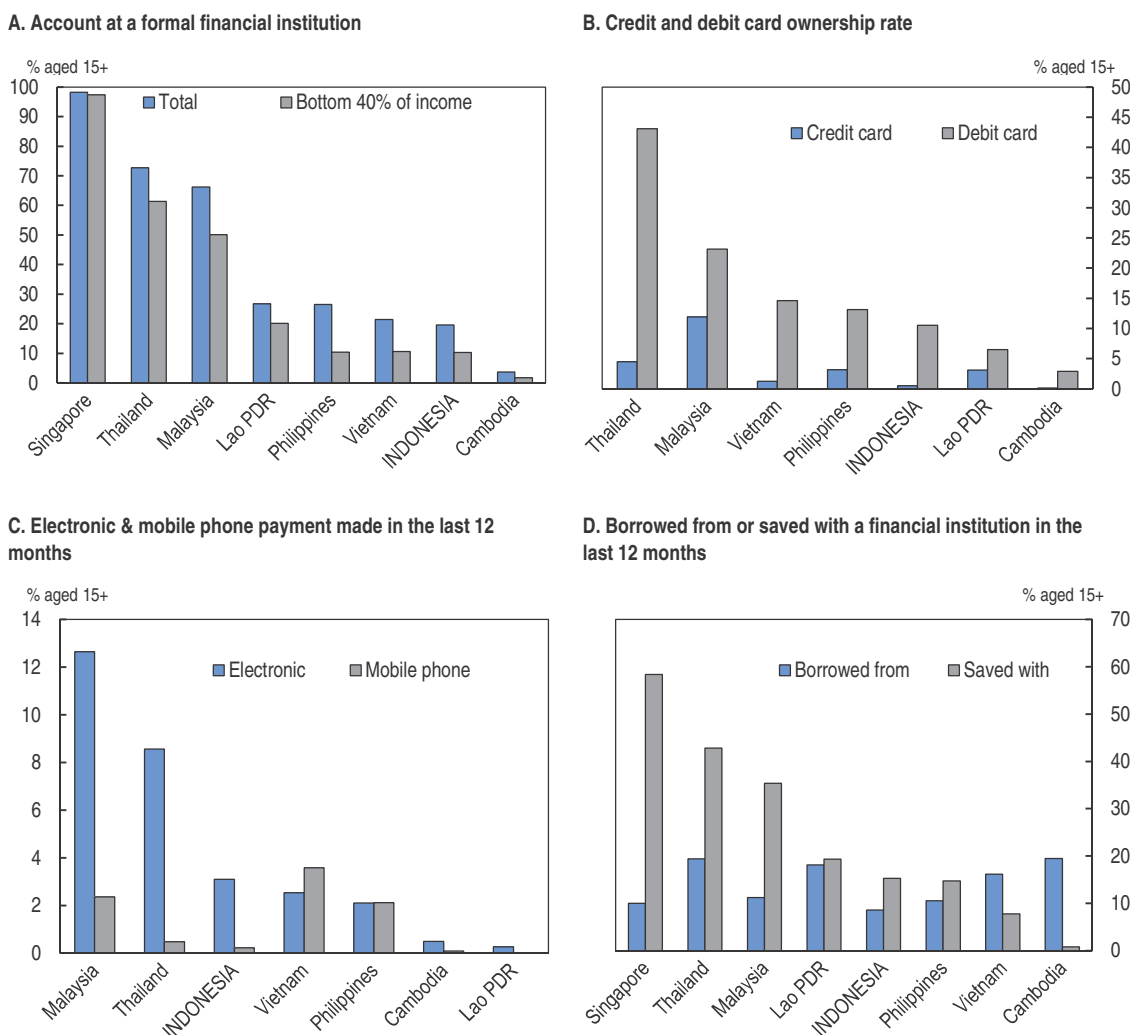 A. Account at a formal financial institution
% aged 15+
100
90
80
70
60
50
40
30
20
10
0
Total
Bottom 40% of income
Singapore
Thailand
Malaysia
Lao PDR
Philippines
Vietnam
INDONESIA
Cambodia
B. Credit and debit card ownership rate
% aged 15+
50
45
40
35
30
25
20
15
10
5
0
Credit card
Debit card
Thailand
Malaysia
Vietnam
Philippines
INDONESIA
Lao PDR
Cambodia
C. Electronic & mobile phone payment made in the last 12
months
% aged 15+
14
12
10
8
6
4
2
0
Electronic
Mobile phone
Malaysia
Thailand
INDONESIA
Vietnam
Philippines
Cambodia
Lao PDR
D. Borrowed from or saved with a financial institution in the
last 12 months
% aged 15+
70
60
50
40
30
20
10
0
Borrowed from
Saved with
Singapore
Thailand
Malaysia
Lao PDR
INDONESIA
Philippines
Vietnam
Cambodia